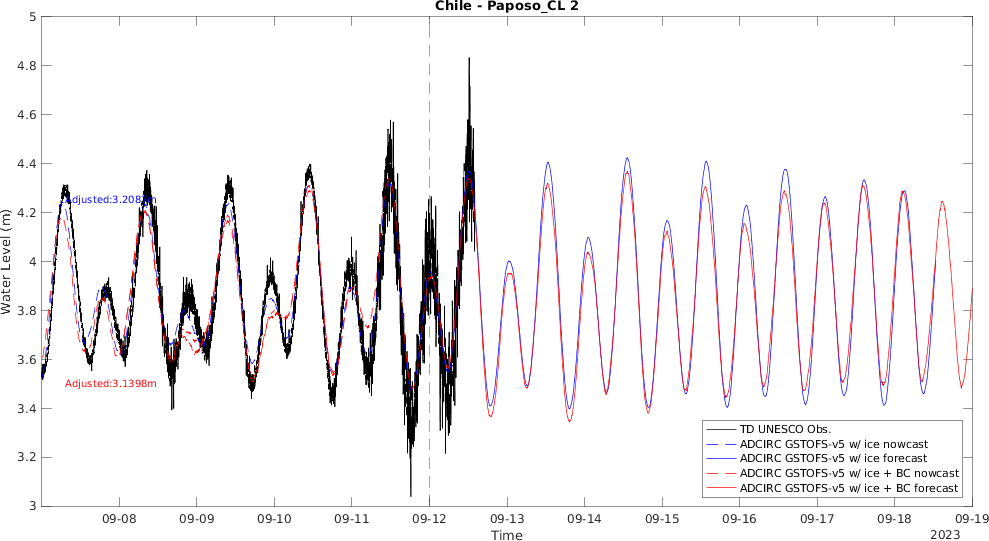 Chile - Paposo_CL 2
5
4.8
4.6
4.4
4.2
4
3.8
3.6
3.4
3.2
3
Water Level (m)
Adjusted:3.208 m
Adjusted:3.1398m
TD UNESCO Obs.
ADCIRC GSTOFS-v5 w/ ice nowcast
ADCIRC GSTOFS-v5 w/ ice forecast
ADCIRC GSTOFS-v5 w/ ice + BC nowcast
ADCIRC GSTOFS-v5 w/ ice + BC forecast
09-08 09-09 09-10 09-11 09-12 09-13 09-14 09-15 09-16 09-17 09-18 09-19
Time
2023